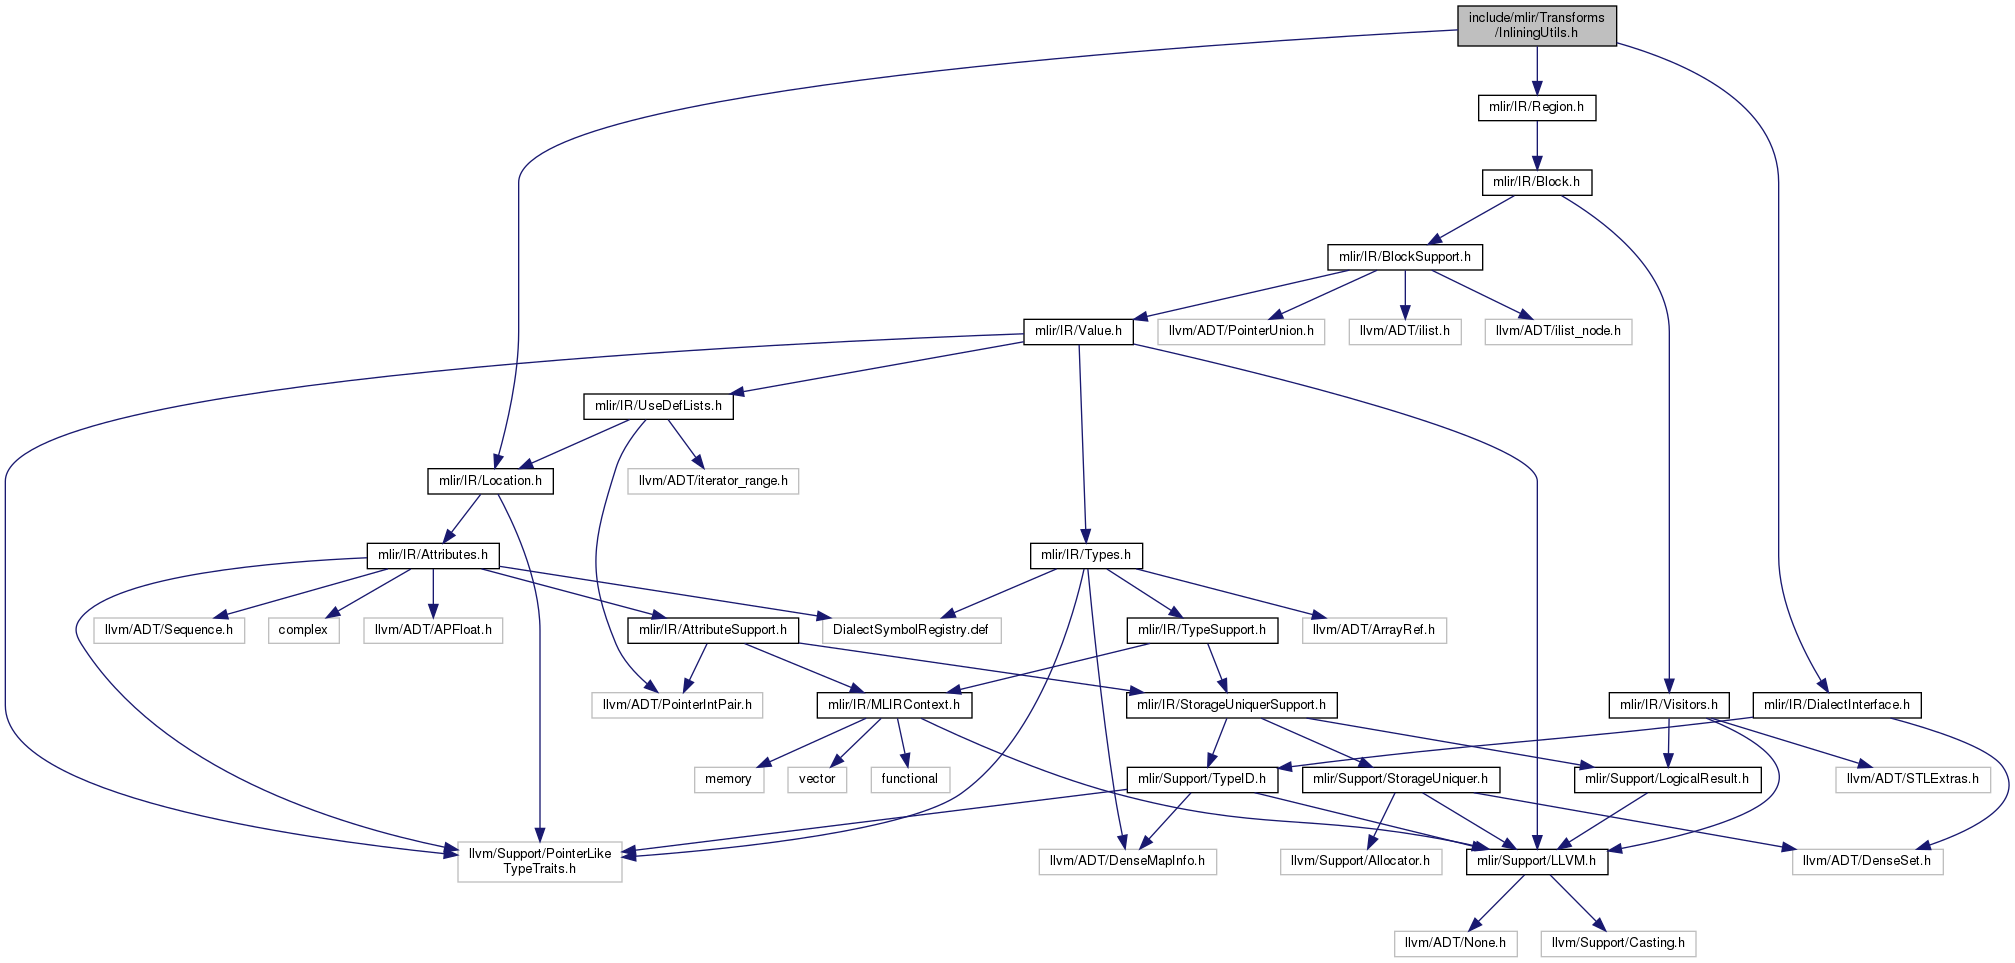 include/mlir/Transforms
/InliningUtils.h
mlir/IR/Region.h
mlir/IR/Block.h
mlir/IR/BlockSupport.h
mlir/IR/Value.h
llvm/ADT/PointerUnion.h
llvm/ADT/ilist.h
llvm/ADT/ilist_node.h
mlir/IR/UseDefLists.h
mlir/IR/Location.h
llvm/ADT/iterator_range.h
mlir/IR/Attributes.h
mlir/IR/Types.h
llvm/ADT/Sequence.h
complex
llvm/ADT/APFloat.h
mlir/IR/AttributeSupport.h
DialectSymbolRegistry.def
mlir/IR/TypeSupport.h
llvm/ADT/ArrayRef.h
llvm/ADT/PointerIntPair.h
mlir/IR/MLIRContext.h
mlir/IR/StorageUniquerSupport.h
mlir/IR/Visitors.h
mlir/IR/DialectInterface.h
memory
vector
functional
mlir/Support/TypeID.h
mlir/Support/StorageUniquer.h
mlir/Support/LogicalResult.h
llvm/ADT/STLExtras.h
llvm/Support/PointerLike
TypeTraits.h
llvm/ADT/DenseMapInfo.h
llvm/Support/Allocator.h
mlir/Support/LLVM.h
llvm/ADT/DenseSet.h
llvm/ADT/None.h
llvm/Support/Casting.h